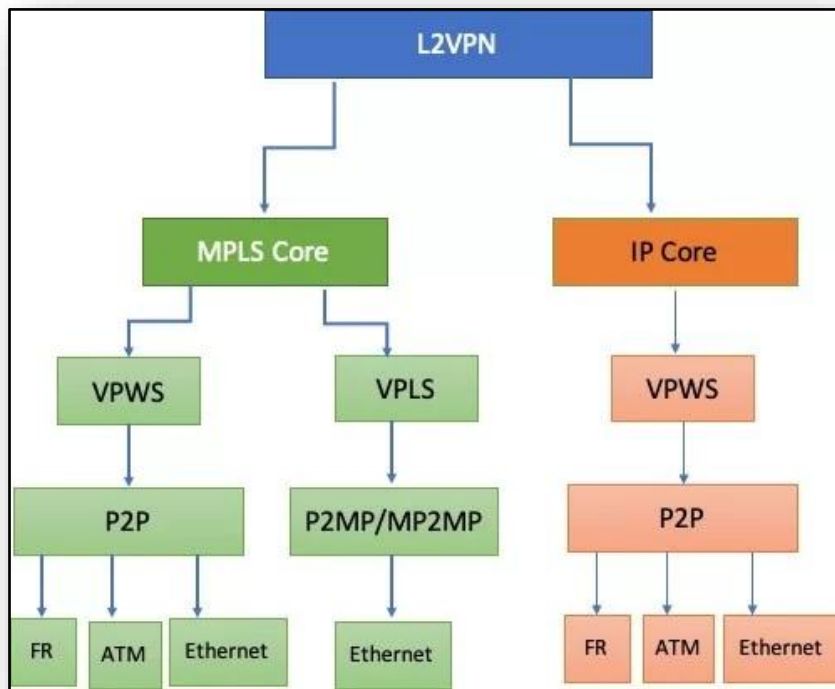 L2VPN
MPLS Core
IP Core
VPWS
VPLS
VPWS
P2P
P2MP/MP2MP
P2P
FR
ATM
Ethernet
Ethernet
FR
ATM
Ethernet